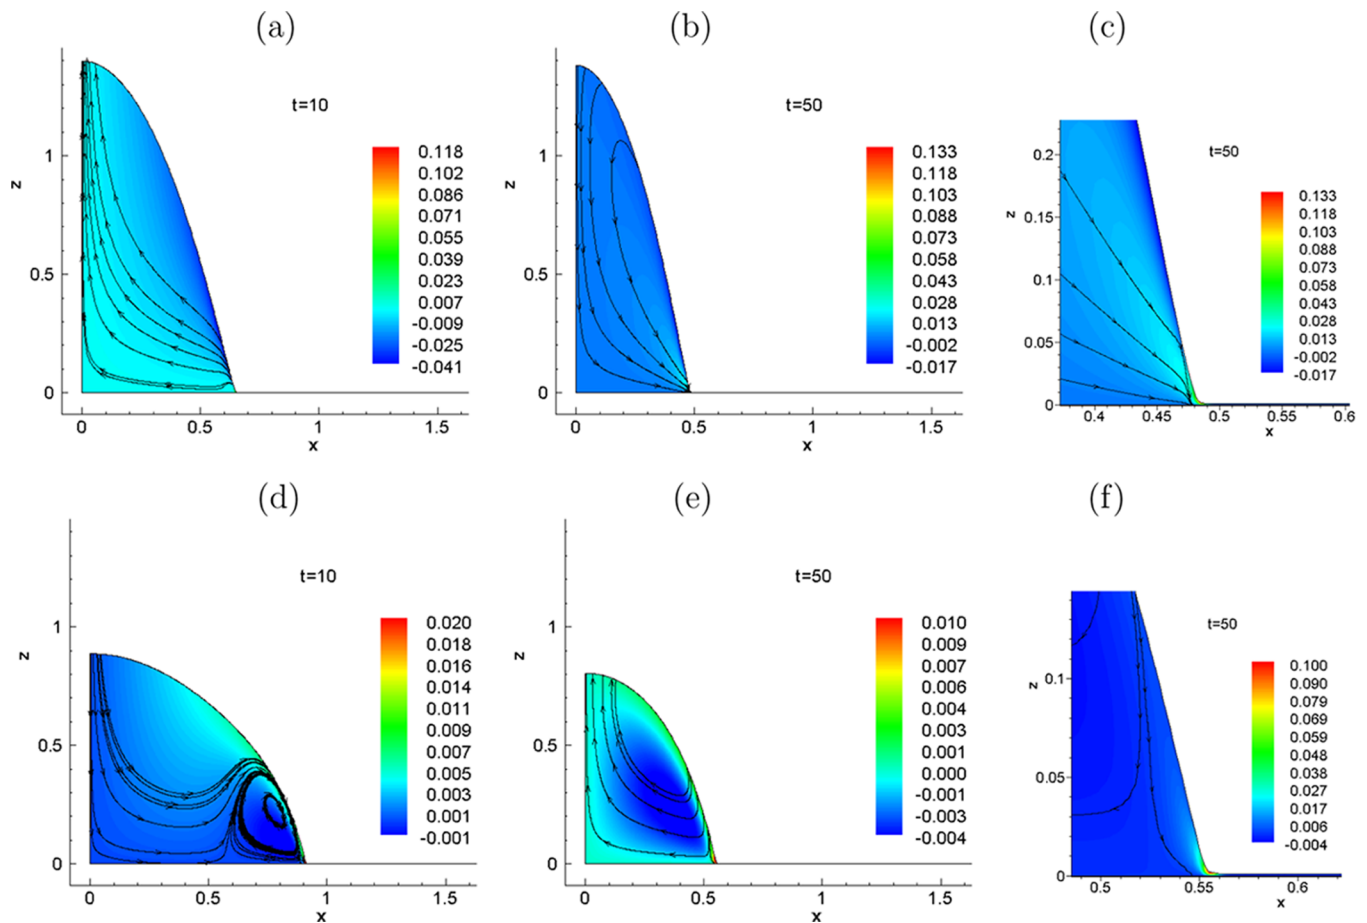 (a)
t=10
0.118
0.102
0.086
0.071
0.055
0.039
0.023
0.007
-0.009
-0.025
-0.041
z
1
0.5
0
0 0.5 1 1.5
x
(b)
t=50
0.133
0.118
0.103
0.088
0.073
0.058
0.043
0.028
0.013
-0.002
-0.017
z
1
0.5
0
0 0.5 1 1.5
x
(c)
t=50
0.133
0.118
0.103
0.088
0.073
0.058
0.043
0.028
0.013
-0.002
-0.017
z
0.2
0.15
0.1
0.05
0
0.4 0.45 0.5 0.55 0.6
x
(d)
t=10
0.020
0.018
0.016
0.014
0.011
0.009
0.007
0.005
0.003
0.001
-0.001
z
1
0.5
0
0 0.5 1 1.5
x
(e)
t=50
0.010
0.009
0.007
0.006
0.004
0.003
0.001
0.000
-0.001
-0.003
-0.004
z
1
0.5
0
0 0.5 1 1.5
x
(f)
t=50
0.100
0.090
0.079
0.069
0.058
0.048
0.038
0.027
0.017
0.006
-0.004
z
0.1
0.05
0
0.5 0.55 0.6
x